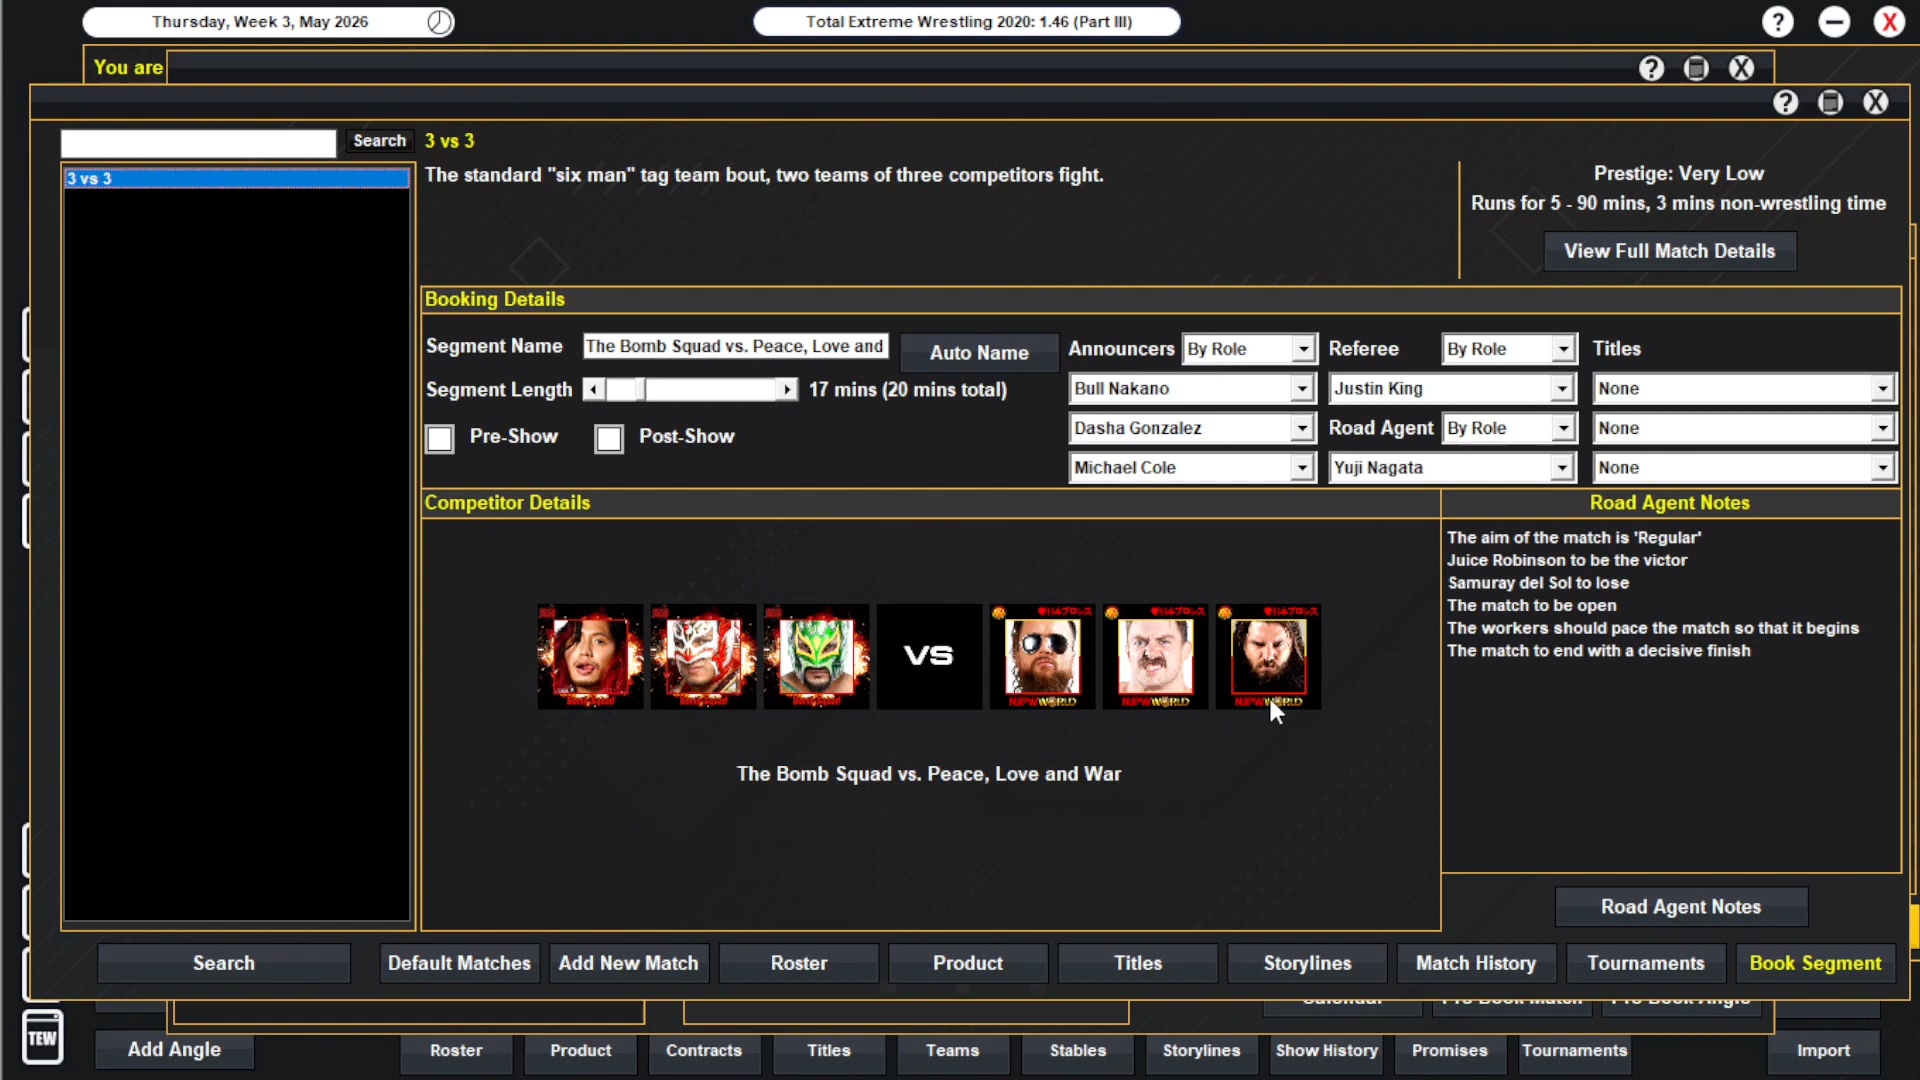 Thursday, Week 3, May 2026
Total Extreme Wrestling 2020: 1.46 (Part III)
You are
Search
3 vs 3
3 vs 3
The standard "six man" tag team bout, two teams of three competitors fight.
Prestige: Very Low
Runs for 5 - 90 mins, 3 mins non-wrestling time
View Full Match Details
Booking Details
Segment Name
The Bomb Squad vs. Peace, Love and
Auto Name
Announcers
By Role
Referee
By Role
Titles
Segment Length
17 mins (20 mins total)
Bull Nakano
Justin King
None
Pre-Show
Post-Show
Dasha Gonzalez
Road Agent
By Role
None
Michael Cole
Yuji Nagata
None
Competitor Details
Road Agent Notes
The aim of the match is 'Regular'
Juice Robinson to be the victor
Samuray del Sol to lose
The match to be open
The workers should pace the match so that it begins
The match to end with a decisive finish
VS
NJPWWORLD
NJPWWORLD
The Bomb Squad vs. Peace, Love and War
Road Agent Notes
Search
Default Matches
Add New Match
Roster
Product
Titles
Storylines
Match History
Tournaments
Book Segment
TEW
Add Angle
Roster
Product
Contracts
Titles
Teams
Stables
Storylines
Show History
Promises
Tournaments
Import